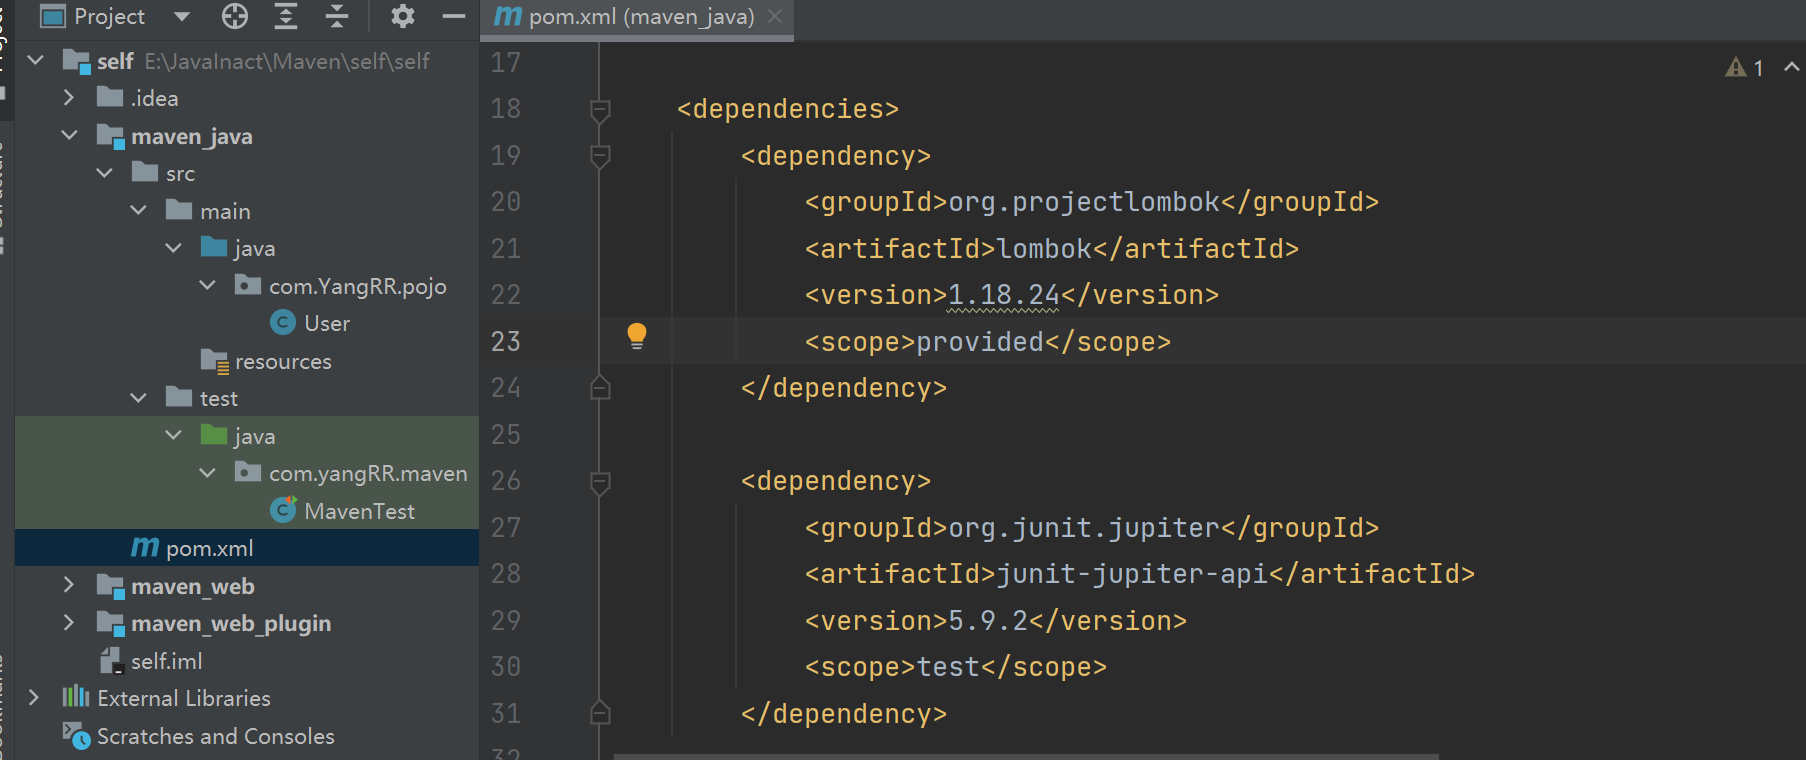 Project
self E:\JavaInact\Maven\self\self
.idea
maven_java
src
main
java
com.YangRR.pojo
User
resources
test
java
com.yangRR.maven
MavenTest
pom.xml
maven_web
maven_web_plugin
self.iml
External Libraries
Scratches and Consoles
pom.xml (maven_java)
1
17
18 <dependencies>
19 <dependency>
20 <groupId>org.projectlombok</groupId>
21 <artifactId>lombok</artifactId>
22 <version>1.18.24</version>
23 <scope>provided</scope>
24 </dependency>
25
26 <dependency>
27 <groupId>org.junit.jupiter</groupId>
28 <artifactId>junit-jupiter-api</artifactId>
29 <version>5.9.2</version>
30 <scope>test</scope>
31 </dependency>
32